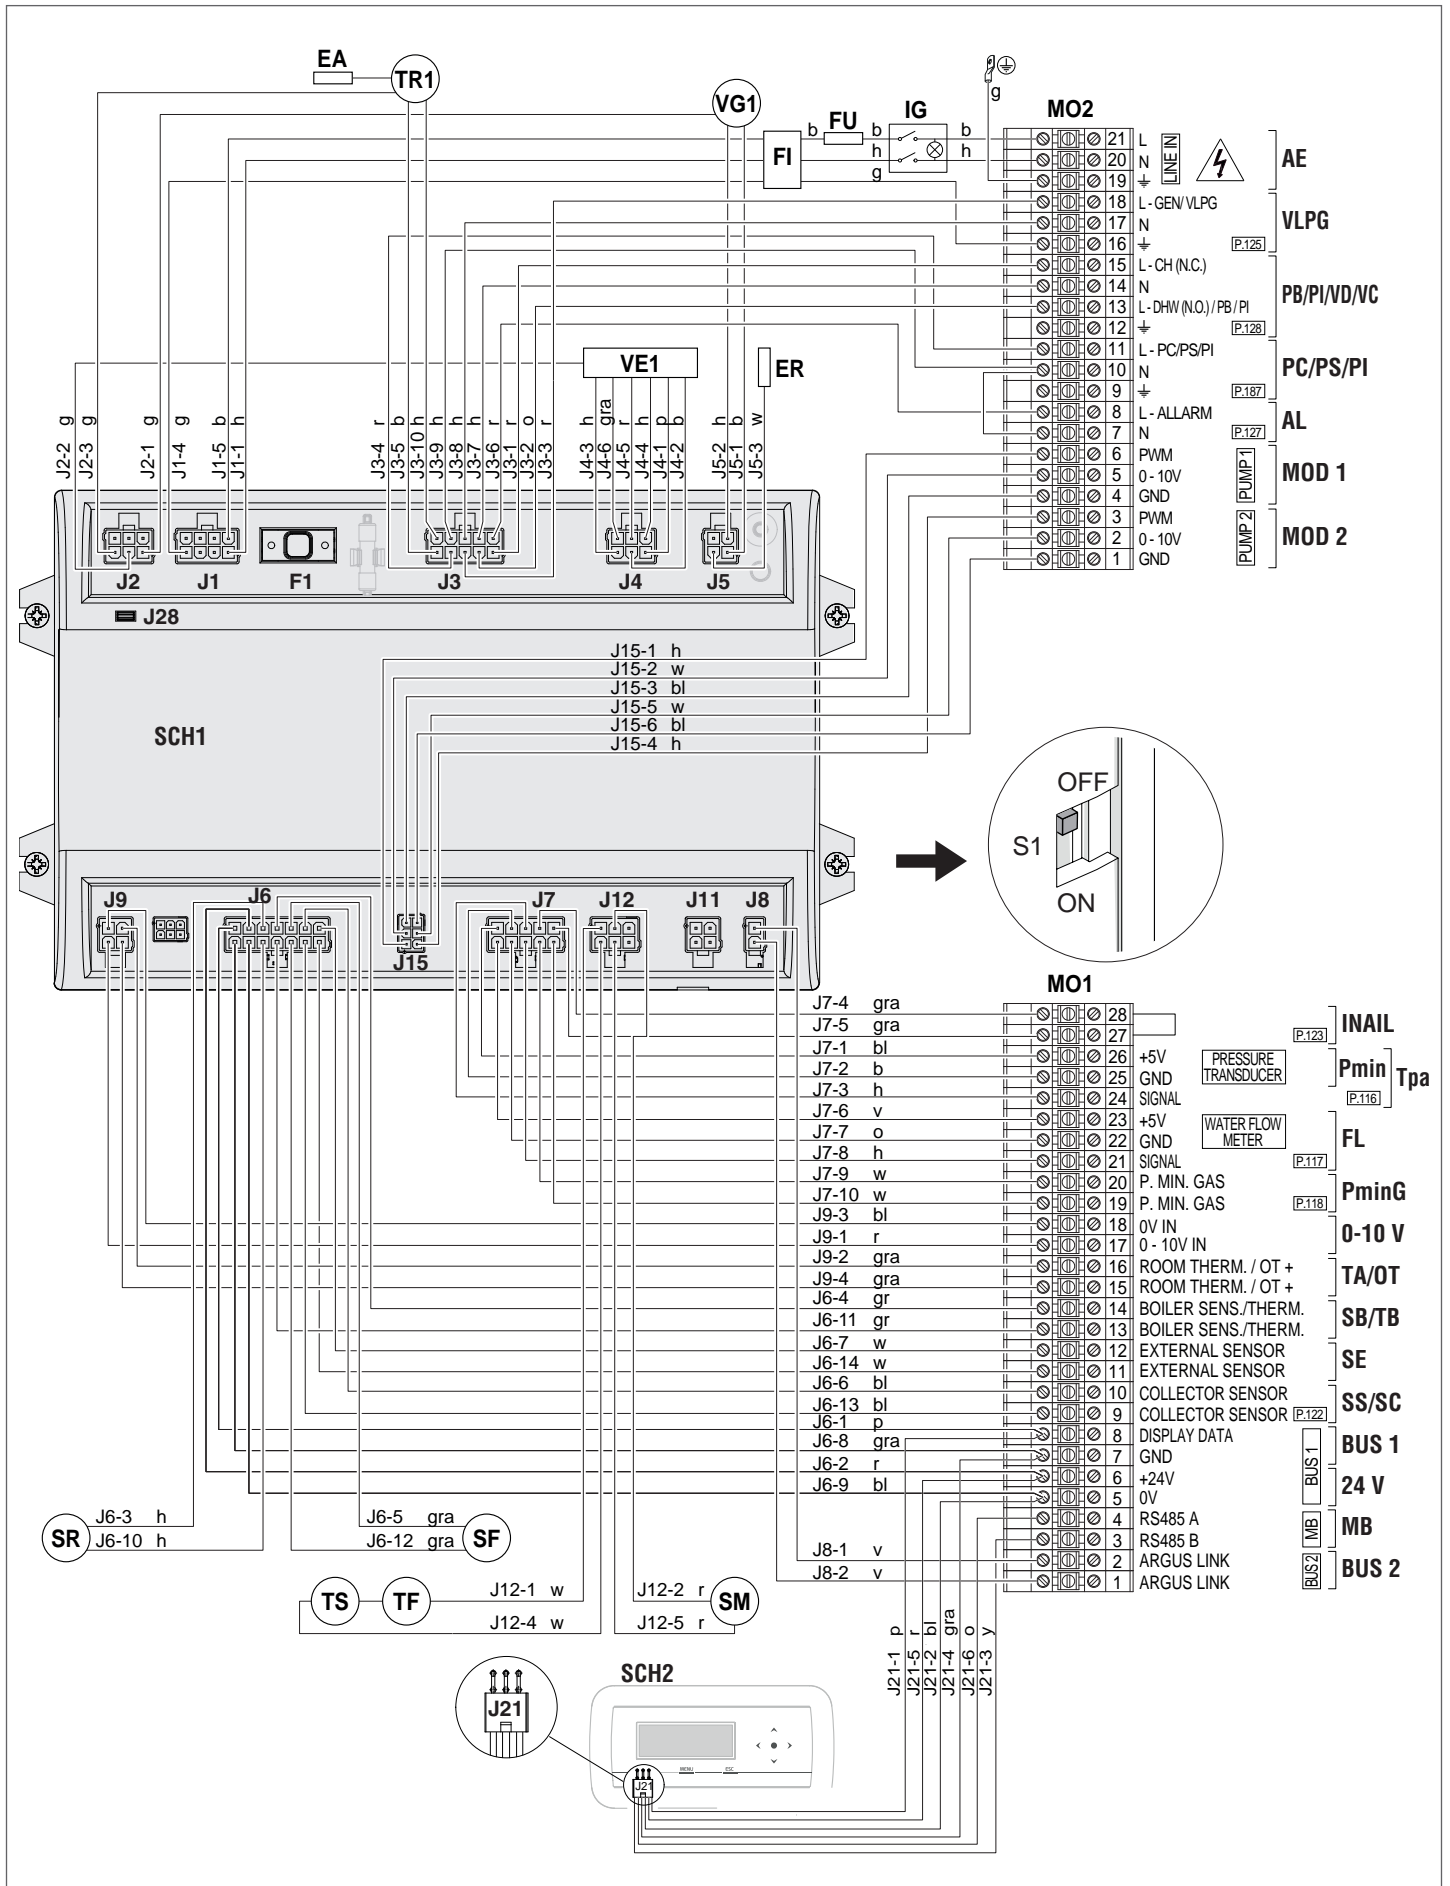 EA
TR1
VG1
FI
b
FU
b
IG
b
h
h
g
g
MO2
21 L
20 N
19
LINE IN
AE
18 L - GEN/ VLPG
17 N
16
P.125
VLPG
15 L - CH (N.C.)
14 N
13 L - DHW (N.O.) / PB / PI
12
P.128
PB/PI/VD/VC
11 L - PC/PS/PI
10 N
9
P.187
PC/PS/PI
8 L - ALLARM
7 N
P.127
AL
6 PWM
5 0 - 10V
4 GND
PUMP 1
MOD 1
3 PWM
2 0 - 10V
1 GND
PUMP 2
MOD 2
VE1
ER
J2-2 g
J2-3 g
J2-1 g
J1-4 g
J1-5 b
J1-1 h
J3-4 r
J3-5 b
J3-10 h
J3-9 h
J3-8 h
J3-7 h
J3-6 r
J3-1 r
J3-2 o
J3-3 r
J4-3 h
J4-6 gra
J4-5 r
J4-4 h
J4-1 p
J4-2 b
J5-2 h
J5-1 b
J5-3 w
J2
J1
F1
J3
J4
J5
J28
J15-1 h
J15-2 w
J15-3 bl
J15-5 w
J15-6 bl
J15-4 h
SCH1
OFF
S1
ON
J9
J6
J15
J7
J12
J11
J8
MO1
J7-4 gra
J7-5 gra
J7-1 bl
J7-2 b
J7-3 h
J7-6 v
J7-7 o
J7-8 h
J7-9 w
J7-10 w
J9-3 bl
J9-1 r
J9-2 gra
J9-4 gra
J6-4 gr
J6-11 gr
J6-7 w
J6-14 w
J6-6 bl
J6-13 bl
J6-1 p
J6-8 gra
J6-2 r
J6-9 bl
J8-1 v
J8-2 v
28
27
P.123
INAIL
26 +5V
25 GND
24 SIGNAL
PRESSURE
TRANSDUCER
Pmin
Tpa
P.116
23 +5V
22 GND
21 SIGNAL
WATER FLOW
METER
P.117
FL
20 P. MIN. GAS
19 P. MIN. GAS
P.118
PminG
18 0V IN
17 0 - 10V IN
0-10 V
16 ROOM THERM. / OT +
15 ROOM THERM. / OT +
TA/OT
14 BOILER SENS./THERM.
13 BOILER SENS./THERM.
SB/TB
12 EXTERNAL SENSOR
11 EXTERNAL SENSOR
SE
10 COLLECTOR SENSOR
9 COLLECTOR SENSOR
P.122
SS/SC
8 DISPLAY DATA
7 GND
BUS 1
BUS 1
6 +24V
5 0V
24 V
4 RS485 A
3 RS485 B
MB
MB
2 ARGUS LINK
1 ARGUS LINK
BUS2
BUS 2
SR
J6-3 h
J6-10 h
J6-5 gra
J6-12 gra
SF
TS
TF
J12-1 w
J12-4 w
J12-2 r
J12-5 r
SM
J21-1 p
J21-5 r
J21-2 bl
J21-4 gra
J21-6 o
J21-3 y
SCH2
J21
MENU
ESC
J21